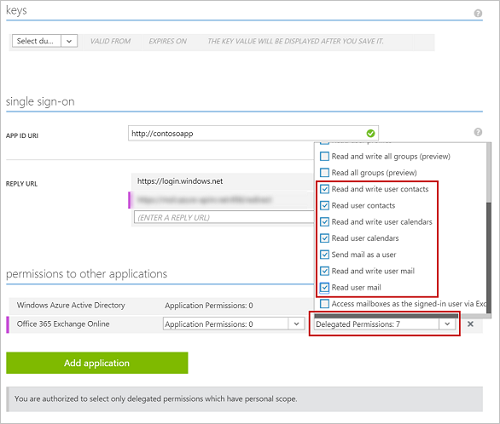 keys
Select du...
VALID FROM
EXPIRES ON
THE KEY VALUE WILL BE DISPLAYED AFTER YOU SAVE IT.
single sign-on
APP ID URI
http://contosoapp
REPLY URL
https://login.windows.net
(ENTER A REPLY URL)
Read and write all groups (preview)
Read all groups (preview)
Read and write user contacts
Read user contacts
Read and write user calendars
Read user calendars
Send mail as a user
Read and write user mail
Read user mail
Access mailboxes as the signed-in user via Exc
permissions to other applications
Windows Azure Active Directory
Application Permissions: 0
Office 365 Exchange Online
Application Permissions: 0
Delegated Permissions: 7
Add application
You are authorized to select only delegated permissions which have personal scope.